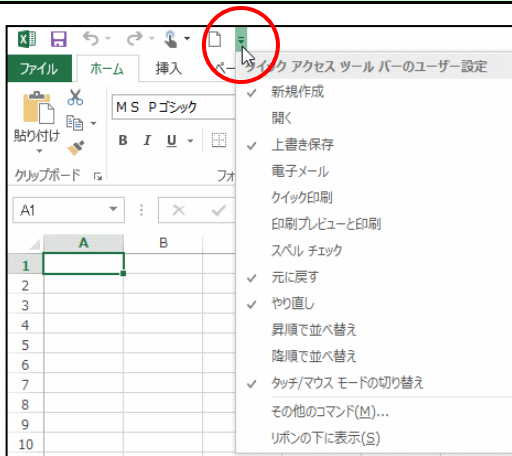 ファイル ホーム 挿入 ペー
クイック アクセス ツール バーのユーザー設定
新規作成
開く
上書き保存
電子メール
クイック印刷
印刷プレビューと印刷
スペル チェック
元に戻す
やり直し
昇順で並べ替え
降順で並べ替え
タッチ/マウス モードの切り替え
その他のコマンド(M)...
リボンの下に表示(S)
貼り付け
クリップボード
ＭＳ Ｐゴシック
B I U
フォ
A1
A B
1
2
3
4
5
6
7
8
9
10